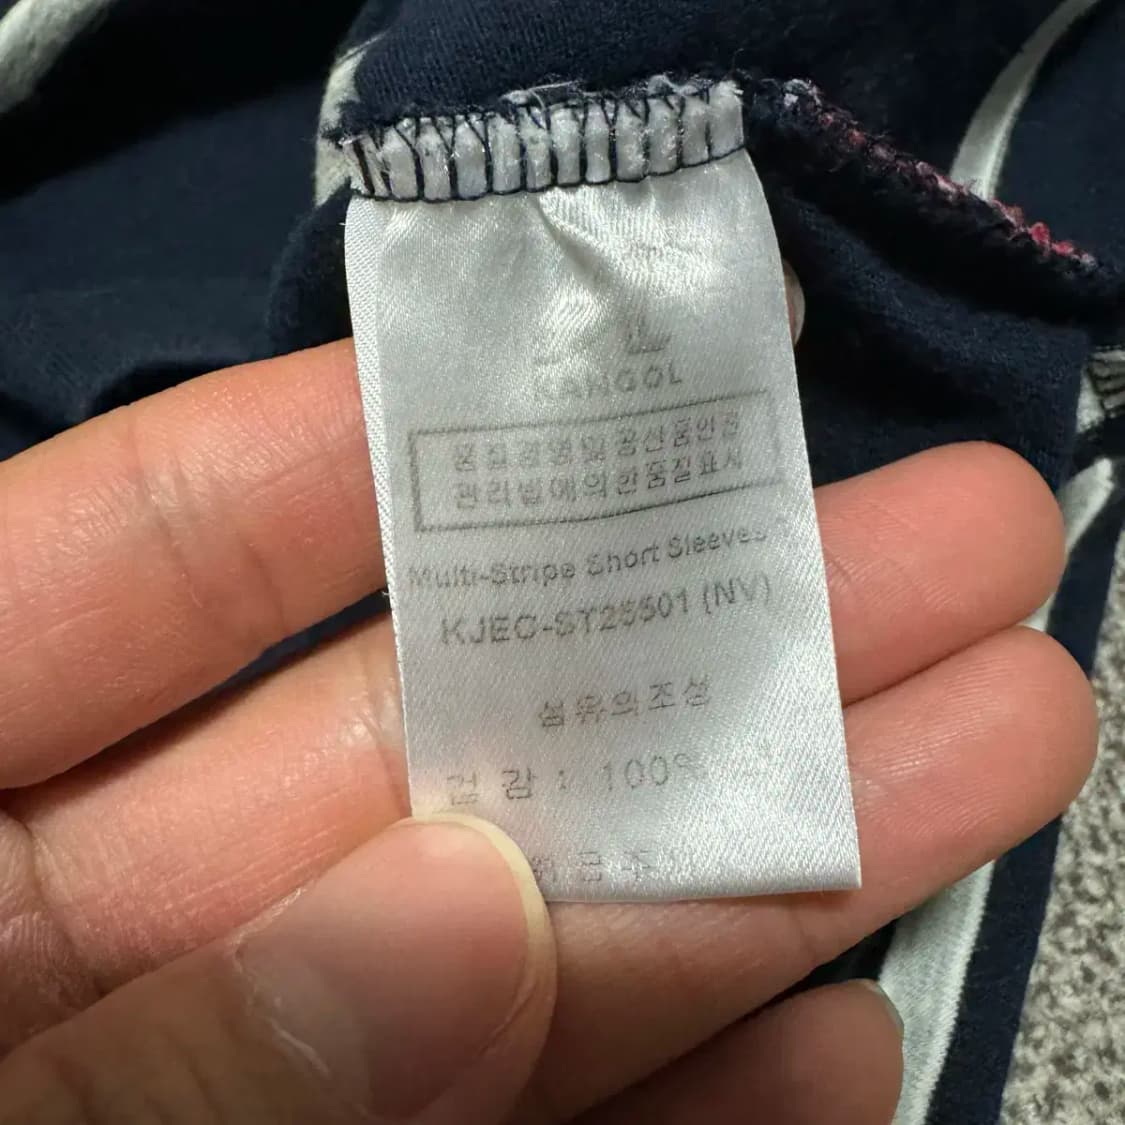 KANGOL
품질경영및공산품안전
관리법에의한품질표시
Multi-Stripe Short Sleeves
KJEC-ST25501 (NV)
섬유의조성
겉 감 : 100%